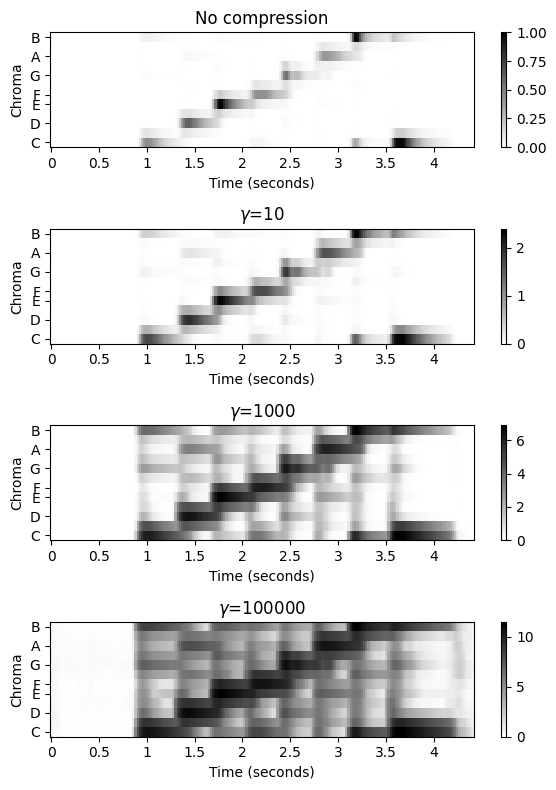 No compression
B
A
G
F
E
D
C
Chroma
0 0.5 1 1.5 2 2.5 3 3.5 4
Time (seconds)
1.00
0.75
0.50
0.25
0.00
γ=10
B
A
G
F
E
D
C
Chroma
0 0.5 1 1.5 2 2.5 3 3.5 4
Time (seconds)
2
1
0
γ=1000
B
A
G
F
E
D
C
Chroma
0 0.5 1 1.5 2 2.5 3 3.5 4
Time (seconds)
6
4
2
0
γ=100000
B
A
G
F
E
D
C
Chroma
0 0.5 1 1.5 2 2.5 3 3.5 4
Time (seconds)
10
5
0